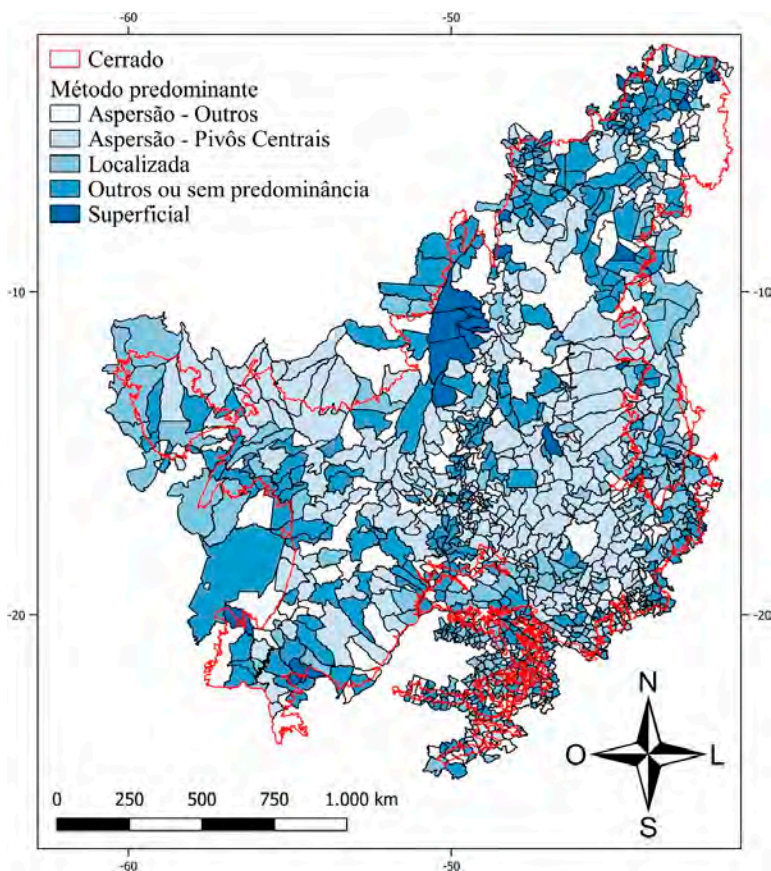 -60 -50
Cerrado
Método predominante
Aspersão - Outros
Aspersão - Pivôs Centrais
Localizada
Outros ou sem predominância
Superficial
-10 -10
-20 -20
N
O L
S
0 250 500 750 1.000 km
-60 -50